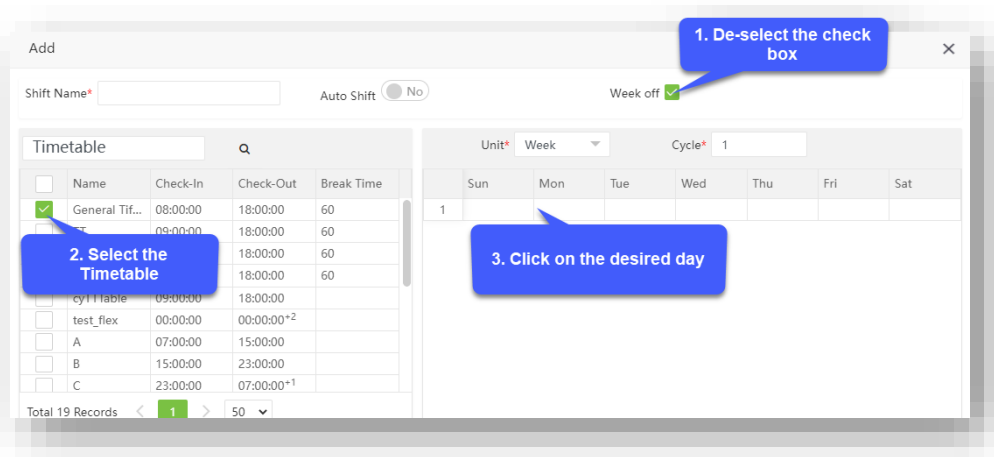 1. De-select the check
box
Add
Shift Name*
Auto Shift
No
Week off
Timetable
Unit*
Week
Cycle*
1
Name Check-In Check-Out Break Time
Sun Mon Tue Wed Thu Fri Sat
General Tif... 08:00:00 18:00:00 60
1
09:00:00 18:00:00 60
2. Select the
Timetable
18:00:00 60
18:00:00 60
3. Click on the desired day
cyTTTable 09:00:00 18:00:00
test_flex 00:00:00 00:00:00+2
A 07:00:00 15:00:00
B 15:00:00 23:00:00
C 23:00:00 07:00:00+1
Total 19 Records < 1 > 50